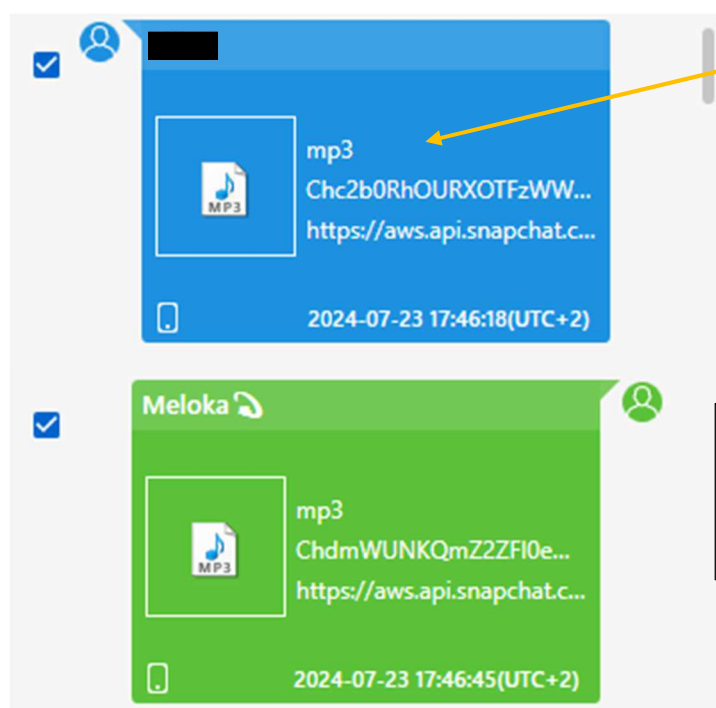 mp3
MP3
Chc2b0RhOURXOTFzWW...
https://aws.api.snapchat.c...
2024-07-23 17:46:18(UTC+2)
Meloka
mp3
MP3
ChdmWUNKQmZ2ZFl0e...
https://aws.api.snapchat.c...
2024-07-23 17:46:45(UTC+2)